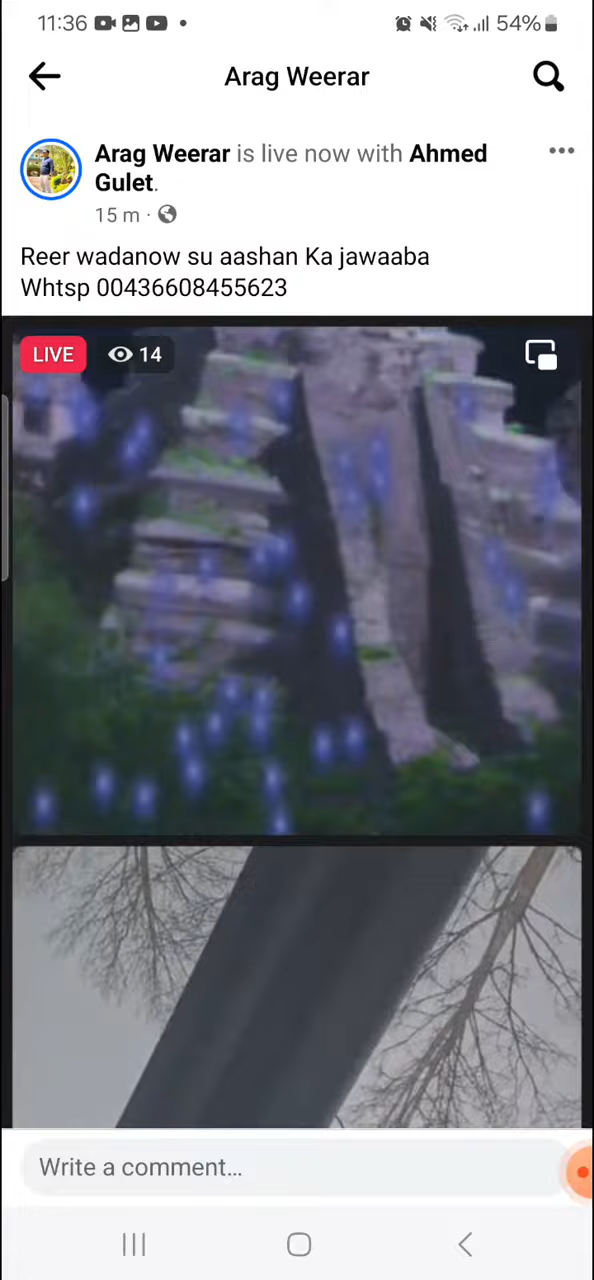 11:36 54%
Arag Weerar
Arag Weerar is live now with Ahmed
Gulet.
15 m ·
Reer wadanow su aashan Ka jawaaba
Whtsp 00436608455623
LIVE 14
Write a comment...